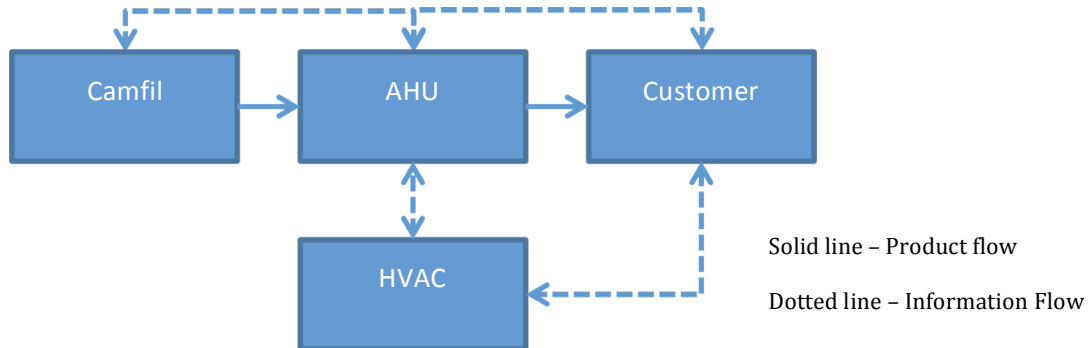 Camfil
AHU
Customer
HVAC
Solid line – Product flow
Dotted line – Information Flow